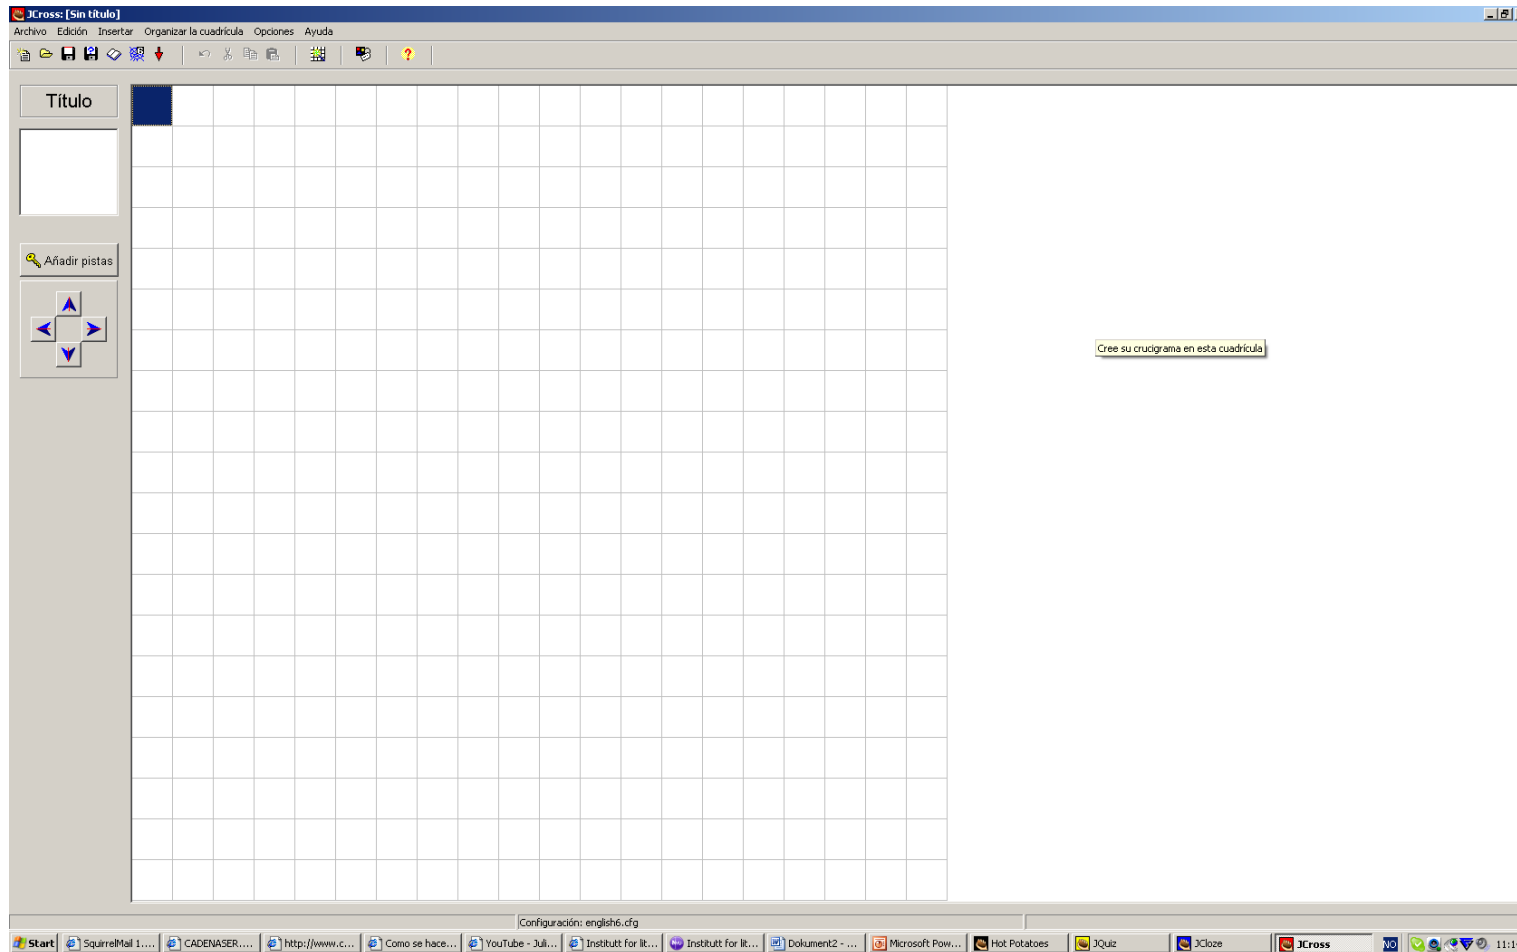 JCross: [Sin título]
Archivo Edición Insertar Organizar la cuadrícula Opciones Ayuda
Título
Añadir pistas
Cree su crucigrama en esta cuadrícula
Configuración: english6.cfg
Start SquirrelMail 1.... CADENASER.... http://www.c... Como se hace... YouTube - Juli... Institutt for lit... Institutt for lit... Dokument2 - ... Microsoft Pow... Hot Potatoes JQuiz JCloze JCross NO